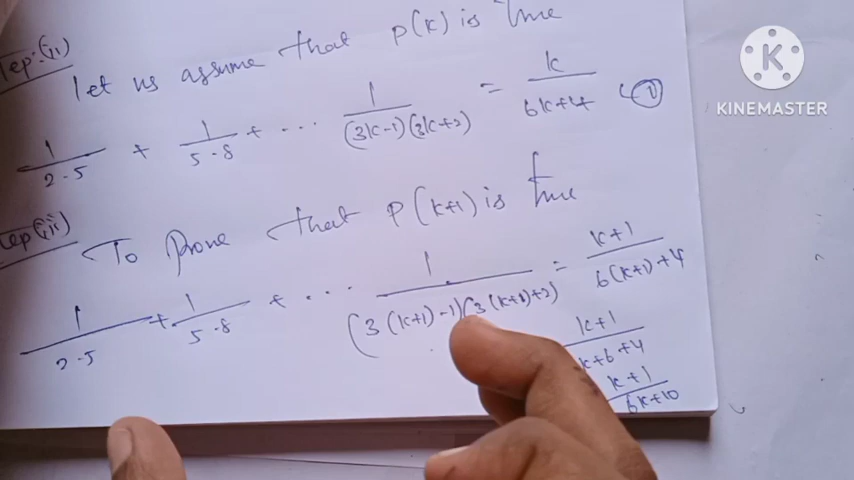 tep:(ii)
Let us assume that P(k) is true
1/2·5 + 1/5·8 + ... 1/(3k-1)(3k+2) = k/6k+4 ①
tep(iii)
To prove that P(k+1) is true
1/2·5 + 1/5·8 + ... 1/(3(k+1)-1)(3(k+1)+2) = k+1/6(k+1)+4
k+1/k+6+4
k+1/6k+10
K
KINEMASTER